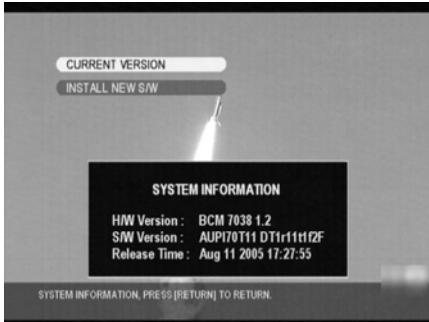 CURRENT VERSION
INSTALL NEW S/W
SYSTEM INFORMATION
H/W Version : BCM 7038 1.2
S/W Version : AUPI70T11 DT1r11t1f2F
Release Time : Aug 11 2005 17:27:55
SYSTEM INFORMATION, PRESS [RETURN] TO RETURN.